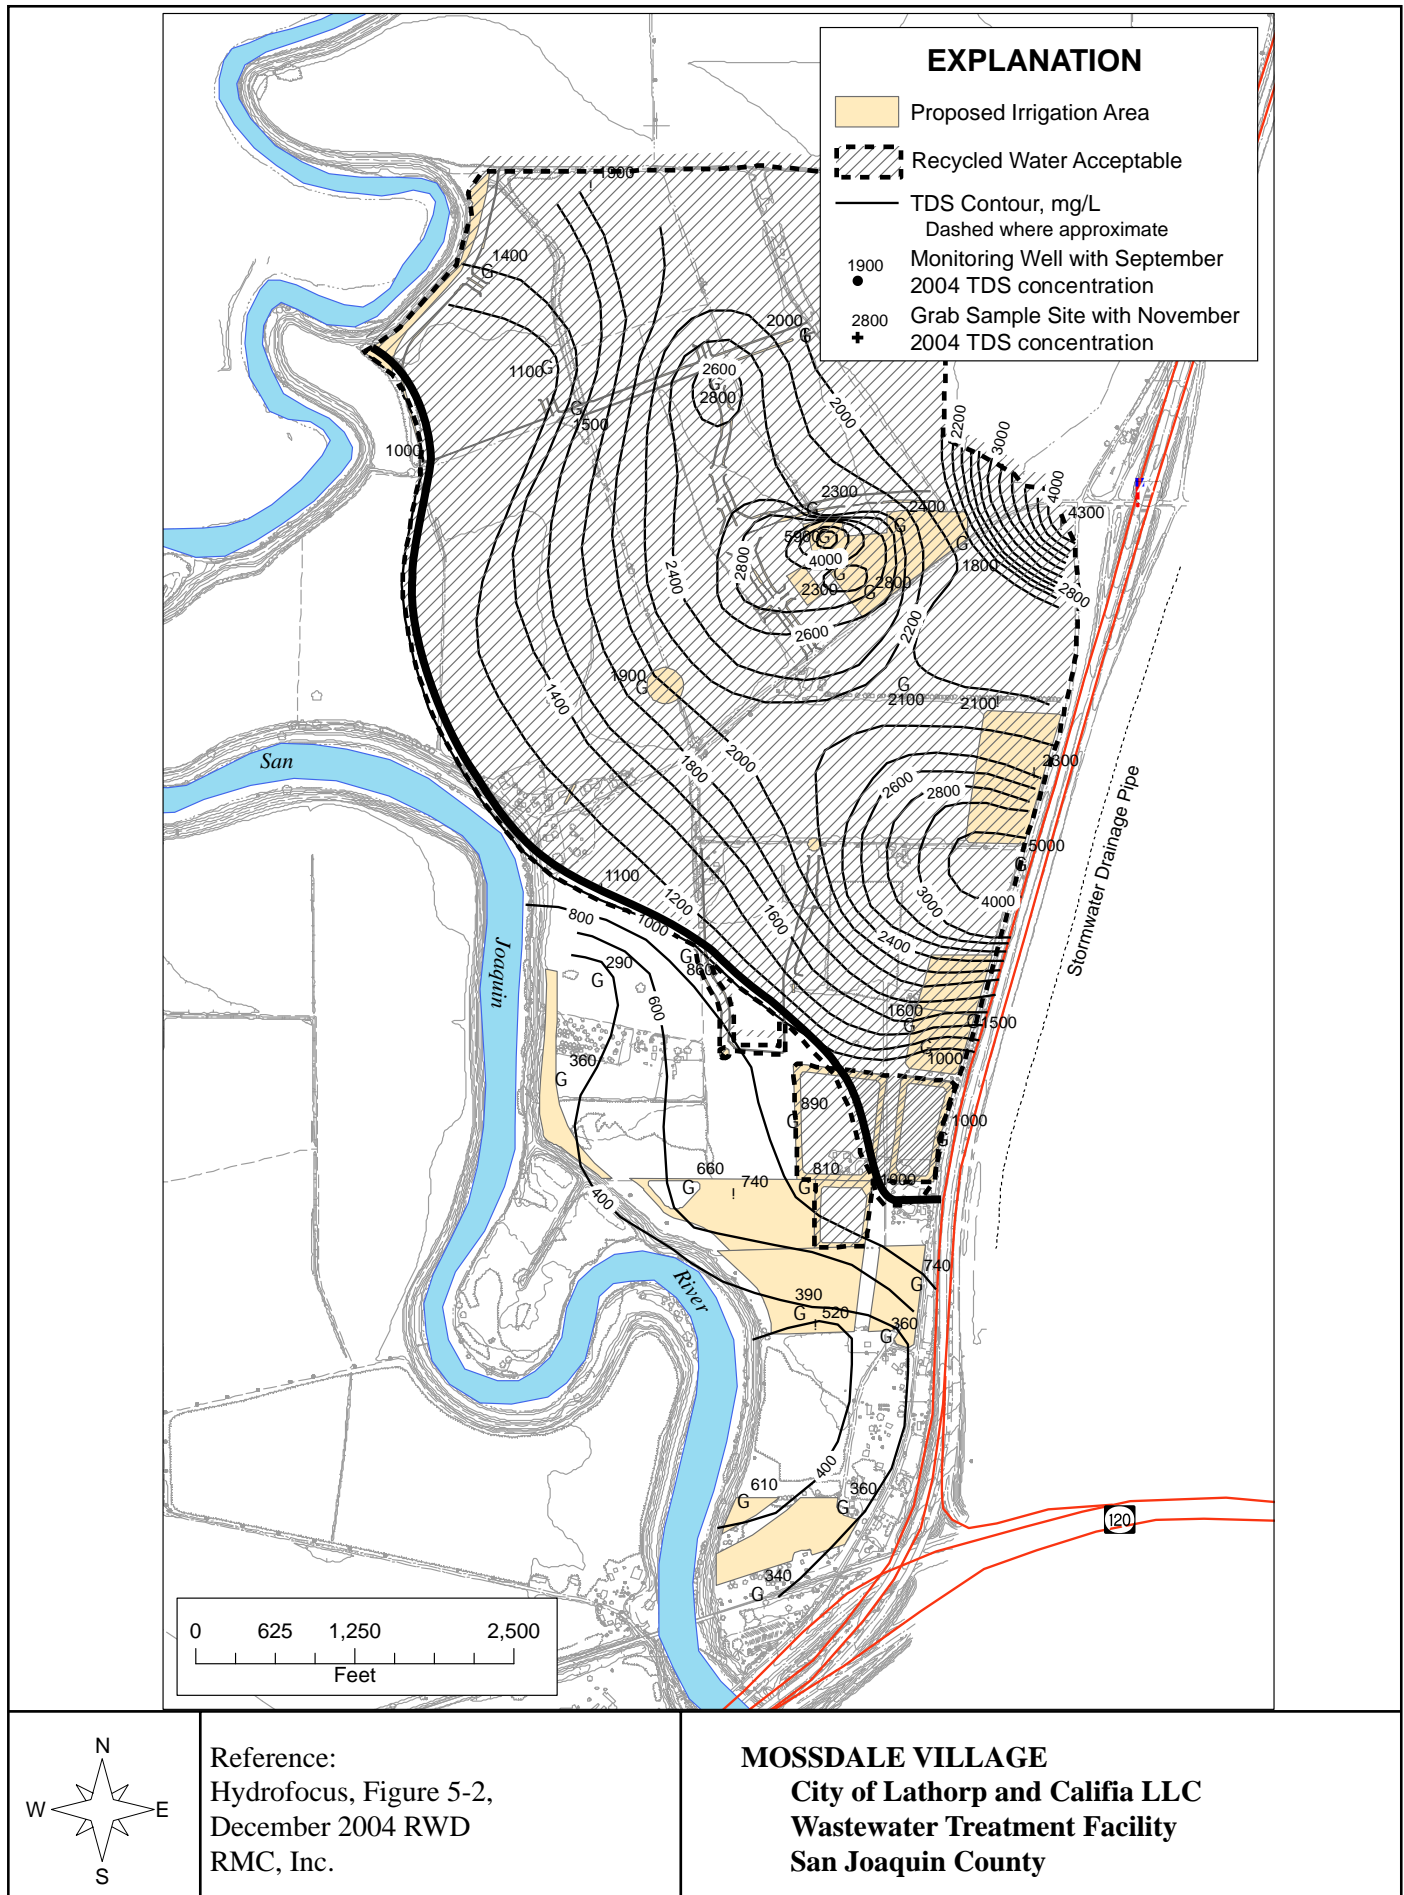 EXPLANATION
Proposed Irrigation Area
Recycled Water Acceptable
TDS Contour, mg/L
Dashed where approximate
1900
Monitoring Well with September
2004 TDS concentration
2800
Grab Sample Site with November
2004 TDS concentration
1900
!
1400
G
2000
G
1100
G
2600
G
2800
G
1500
2000
2200
3000
1000
4000
4300
2300
G
2400
G
5900
G
G
4000
G
1800
2800
2400
G
2300
2800
G
2800
2200
2600
1900
G
G
2100
2100
!
1400
San
2000
1800
2300
!
2600
2800
Stormwater Drainage Pipe
5000
G
1100
1200
3000
4000
800
1000
1600
2400
Joaquin
G
860
290
G
600
1600
G
G
1500
360
G
G
1000
890
G
1000
G
660
G
740
!
810
G
1000
400
740
G
River
390
G
520
!
360
G
400
610
G
360
G
120
340
G
0
625
1,250
2,500
Feet
N
W
E
S
Reference:
Hydrofocus, Figure 5-2,
December 2004 RWD
RMC, Inc.
MOSSDALE VILLAGE
City of Lathorp and Califia LLC
Wastewater Treatment Facility
San Joaquin County